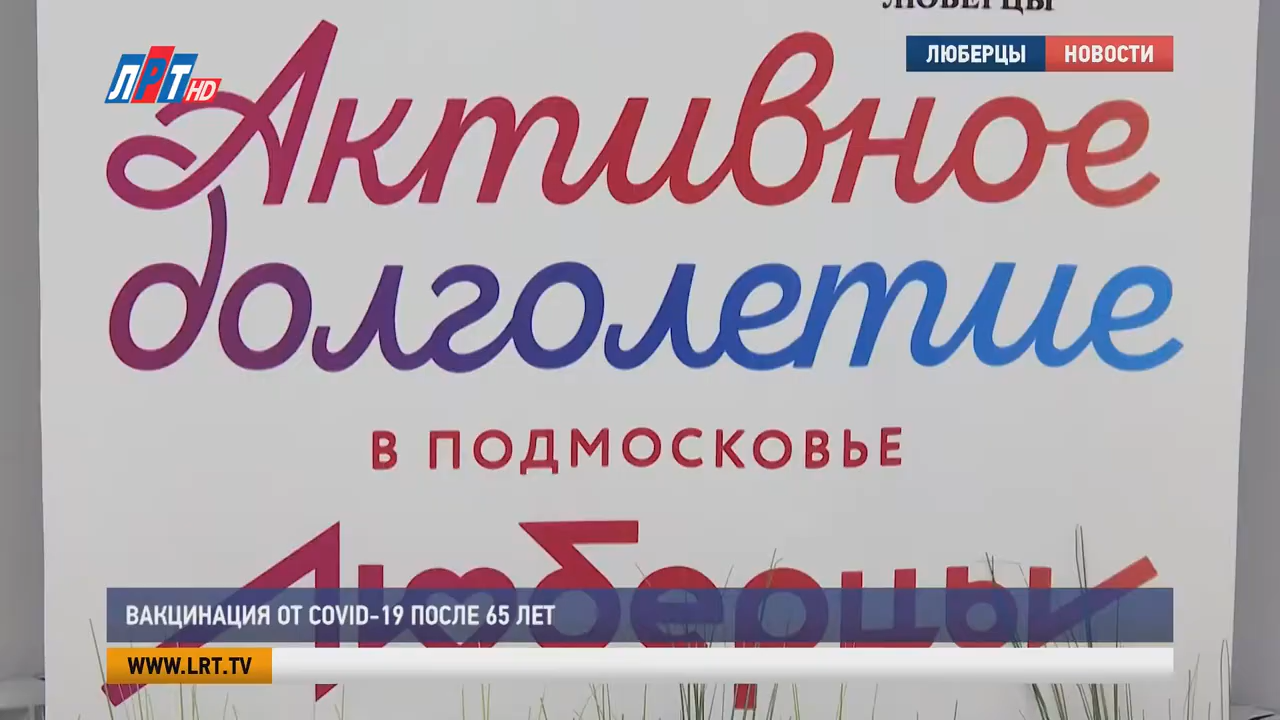 ЛЮБЕРЦЫ
ЛРТ HD
ЛЮБЕРЦЫ НОВОСТИ
Активное
долголетие
В ПОДМОСКОВЬЕ
Люберцы
ВАКЦИНАЦИЯ ОТ COVID-19 ПОСЛЕ 65 ЛЕТ
WWW.LRT.TV